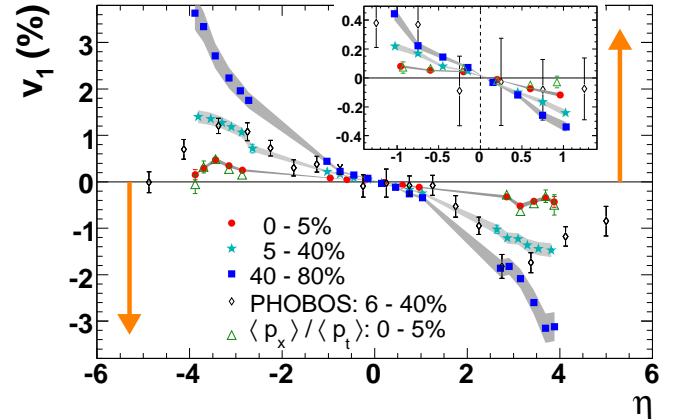 v₁ (%)
3
2
1
0
-1
-2
-3
0.4
0.2
0
-0.2
-0.4
-1 -0.5 0 0.5 1
0 - 5%
5 - 40%
40 - 80%
PHOBOS: 6 - 40%
⟨ pₓ ⟩ / ⟨ pₜ ⟩: 0 - 5%
-6 -4 -2 0 2 4 6
η